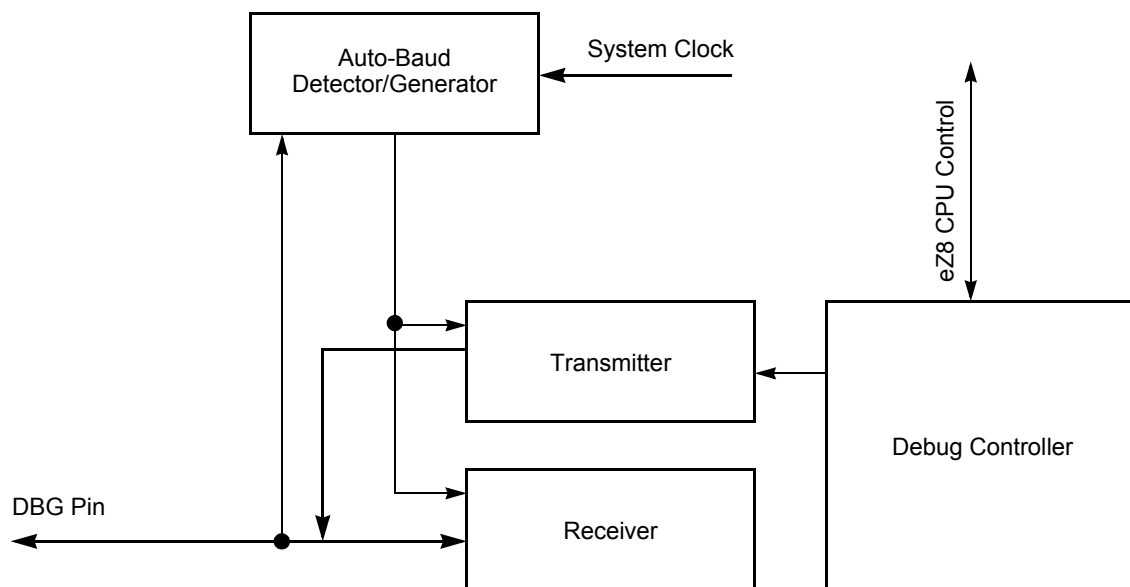 Auto-Baud
Detector/Generator
System Clock
eZ8 CPU Control
Transmitter
Debug Controller
DBG Pin
Receiver